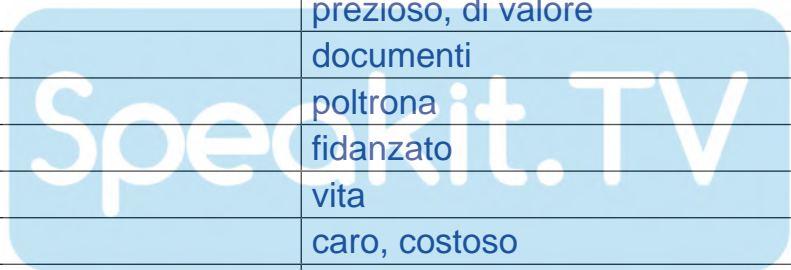 prezioso, di valore
documenti
poltrona
fidanzato
vita
caro, costoso
Speakit.TV